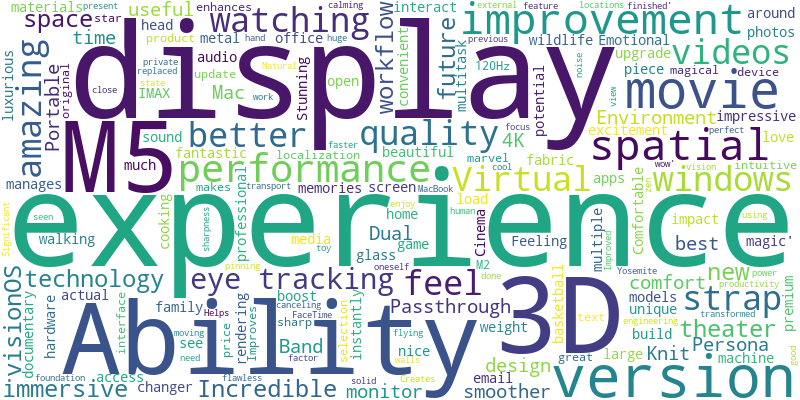 materials present useful
star
space
watching
enhances
head
calming
interact
external feature
locations finished'
improvement
around
time product
metal
hand
office
huge
previous
wildlife Emotional
photos
luxurious
Portable
original
private
replaced
audio
update
IMAX
state
close
Natural
work
Mac
open
stunning
workflow
convenient
future
multitask
120Hz
noise
potential
upgrade
piece
magical
device
videos
amazing
display
view
perfect
movie
Environment
impressive
excitement
wow'
love
M5
better
sound
quality
4K
focus
spatial
fantastic
much
localization
beautiful
marvel
cool
fabric
apps
vision
intuitive
manages
performance
virtual
windows
makes
memories
screen
faster
MacBook
load
Comfortable
zen
Significant
seen
walking
cooking
sharpness
transport
professional
enjoy
human
home
Dual
media
toy
game
glass
Cinema
Feeling
multiple
impact
using
best
magic'
experience
technology
pinning
eye tracking
oneself
M2
done
feel
basketball
Improved
Yosemite
power
productivity
new
visionOS
documentary
hardware
actual
family
interface
see
moving
need
Ability
boost
Helps
canceling
FaceTime
price
factor
rendering
improves
Band
sharp
selection
instantly
nice
walls
Passthrough
weight
flying
3D
text
comfort
models
unique
build
engineering
transformed
strap
theater
premium
good
design
great
large
Knit
Persona
machine
immersive
foundation
access
changer
flawless
Incredible
solid
monitor
Creates
email
smoother
version